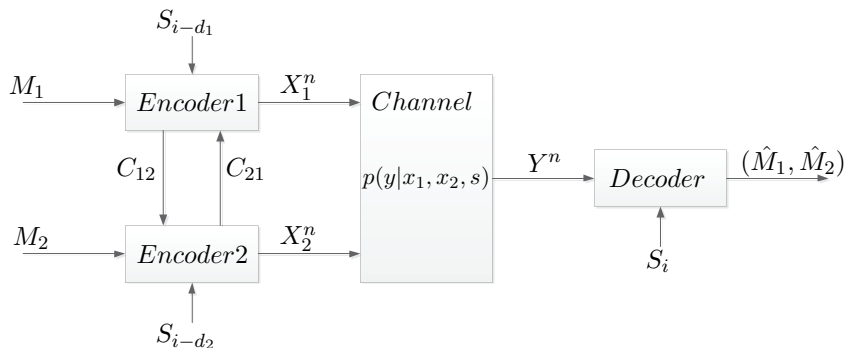 S_{i-d_1}
M_1
Encoder1
X_1^n
Channel
C_{12}
C_{21}
p(y|x_1, x_2, s)
Y^n
Decoder
(\hat{M}_1, \hat{M}_2)
M_2
Encoder2
X_2^n
S_i
S_{i-d_2}